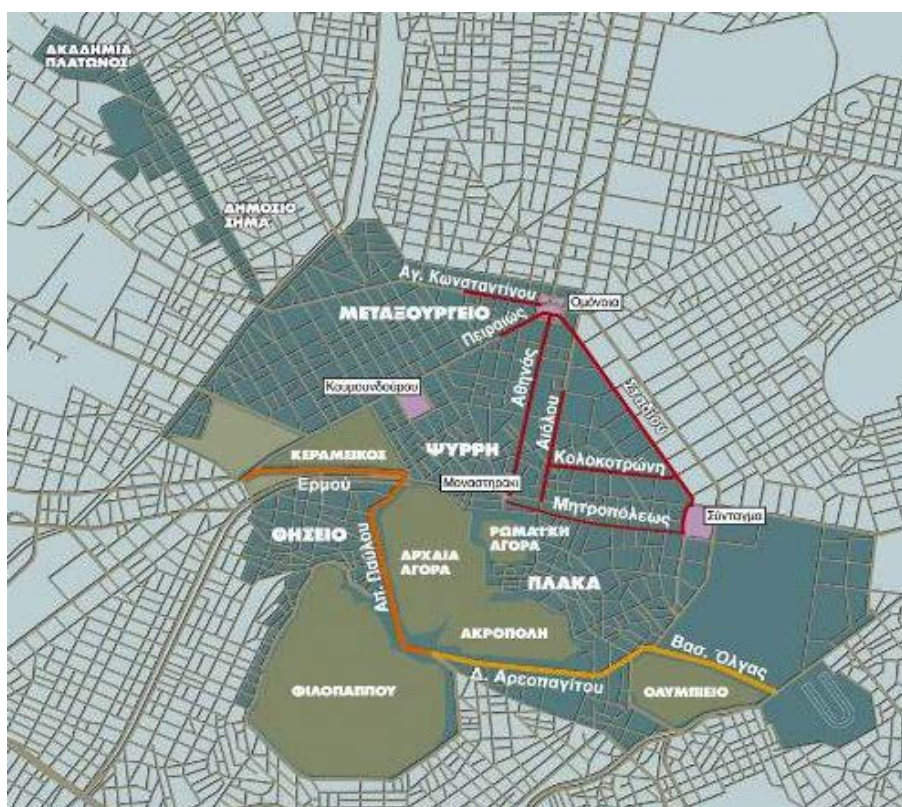 ΑΚΑΔΗΜΙΑ
ΠΛΑΤΩΝΟΣ
ΔΗΜΟΣΙΟ
ΣΗΜΑ
Αγ. Κωνσταντίνου
Ομόνοια
ΜΕΤΑΞΟΥΡΓΕΙΟ
Πειραιώς
Αθηνάς
Σταδίου
Κουμουνδούρου
Αιόλου
ΨΥΡΡΗ
Κολοκοτρώνη
ΚΕΡΑΜΕΙΚΟΣ
Μοναστηράκι
Ερμού
Μητροπόλεως
Σύνταγμα
ΘΗΣΕΙΟ
ΡΩΜΑΪΚΗ
ΑΓΟΡΑ
ΑΡΧΑΙΑ
ΑΓΟΡΑ
Απ. Παύλου
ΠΛΑΚΑ
ΑΚΡΟΠΟΛΗ
Βασ. Όλγας
Δ. Αρεοπαγίτου
ΦΙΛΟΠΑΠΠΟΥ
ΟΛΥΜΠΙΕΙΟ